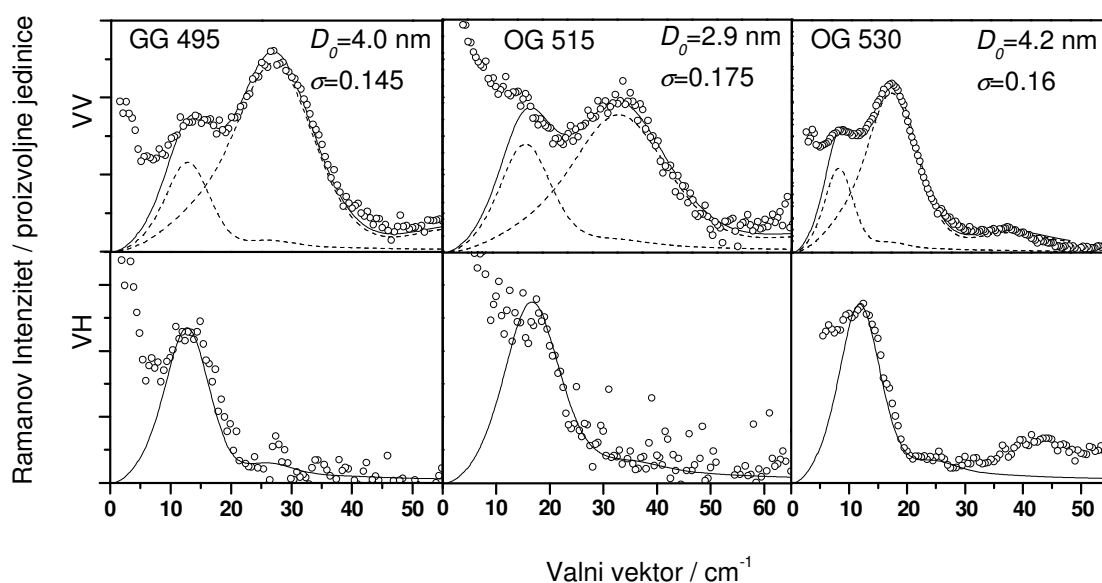 GG 495
D₀=4.0 nm
σ=0.145
OG 515
D₀=2.9 nm
σ=0.175
OG 530
D₀=4.2 nm
σ=0.16
VV
VH
Ramanov Intenzitet / proizvoljne jedinice
0 10 20 30 40 50
0 10 20 30 40 50 60
0 10 20 30 40 50
Valni vektor / cm⁻¹